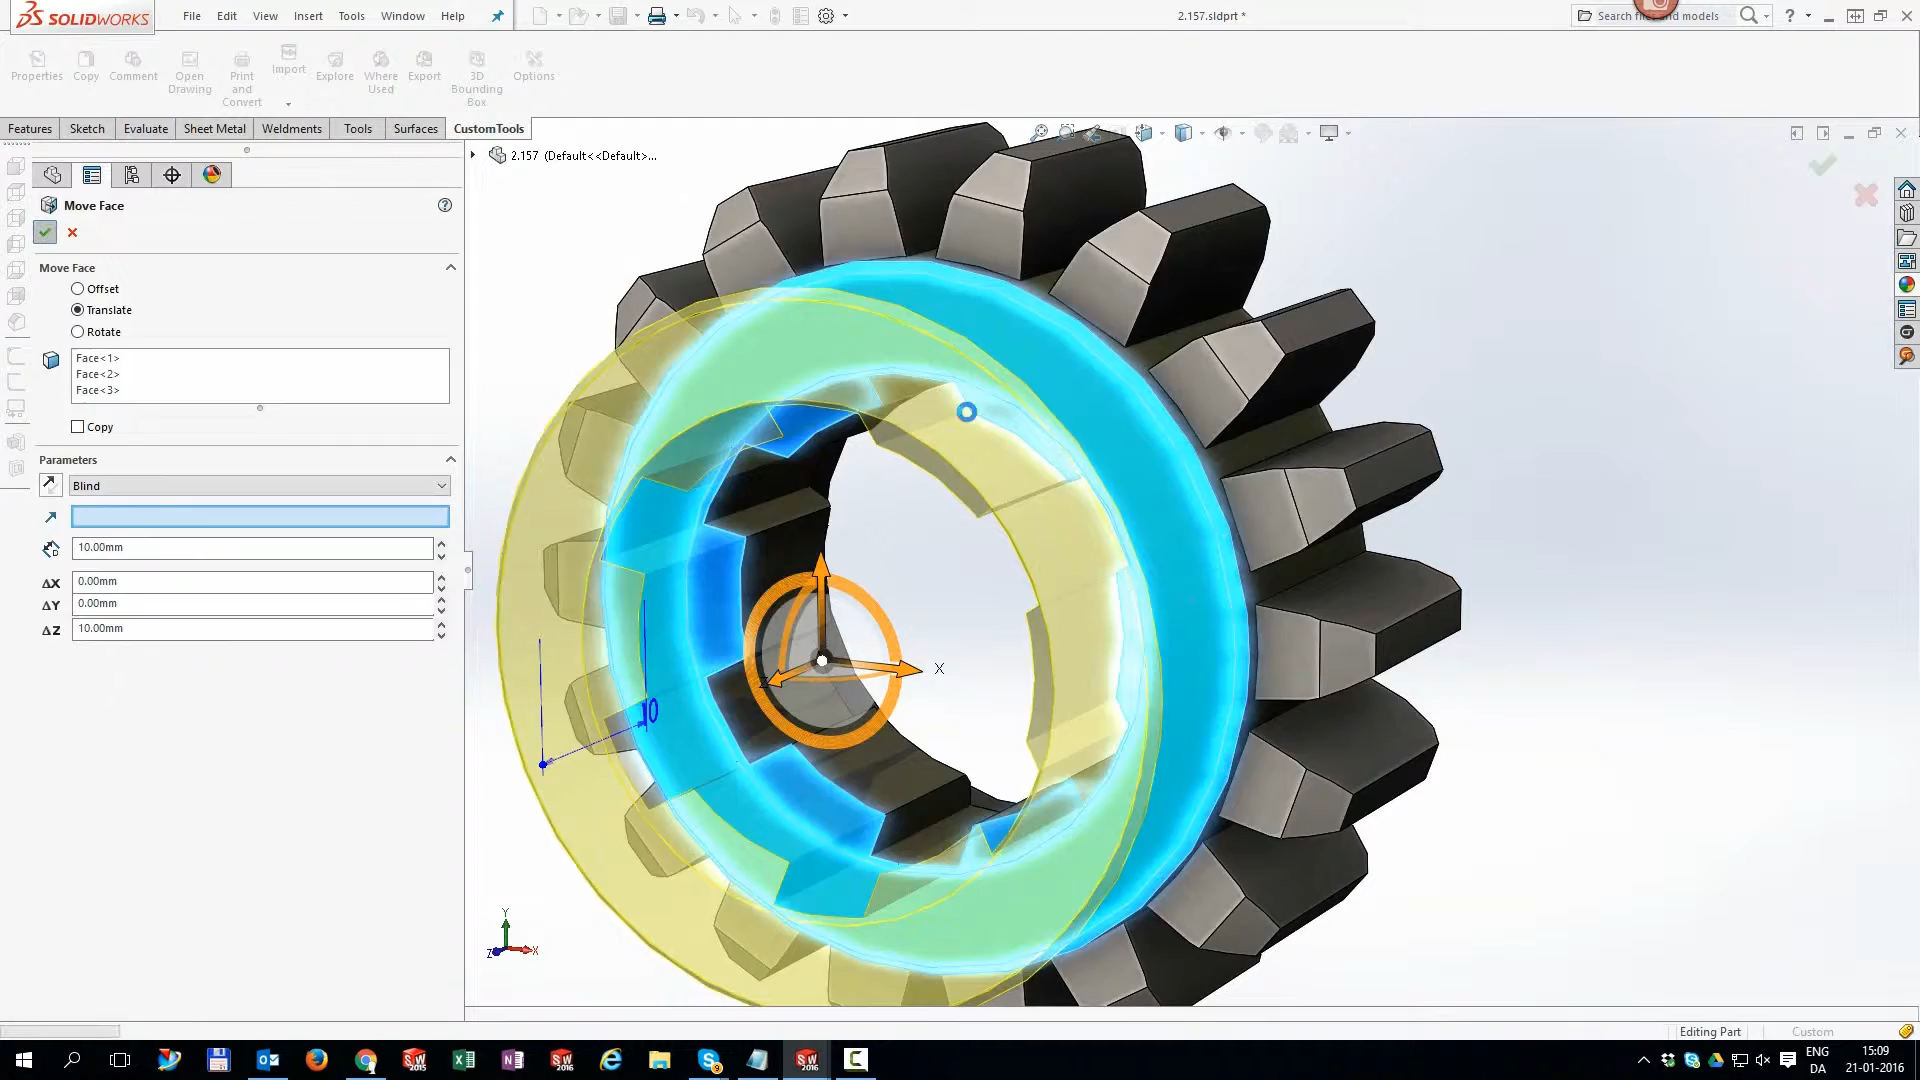 SOLIDWORKS
File Edit View Insert Tools Window Help
2.157.sldprt *
Properties Copy Comment Open Drawing Print and Convert Import Explore Where Used Export 3D Bounding Box Options
Features Sketch Evaluate Sheet Metal Weldments Tools Surfaces CustomTools
2.157 (Default<<Default>...
Move Face
Move Face
Offset
Translate
Rotate
Face<1>
Face<2>
Face<3>
Copy
Parameters
Blind
10.00mm
ΔX 0.00mm
ΔY 0.00mm
ΔZ 10.00mm
X
Z
10
Y
Z X
Editing Part Custom
ENG 15:09
DA 21-01-2016